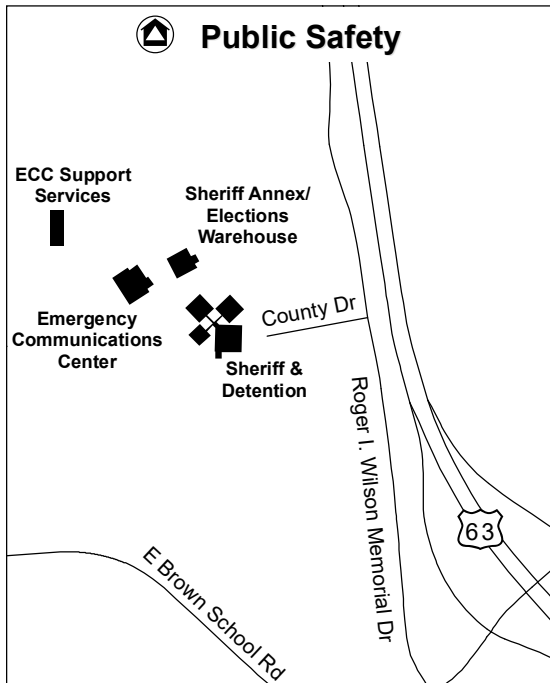 Public Safety
ECC Support
Services
Sheriff Annex/
Elections
Warehouse
Emergency
Communications
Center
County Dr
Sheriff &
Detention
Roger I. Wilson Memorial Dr
63
E Brown School Rd